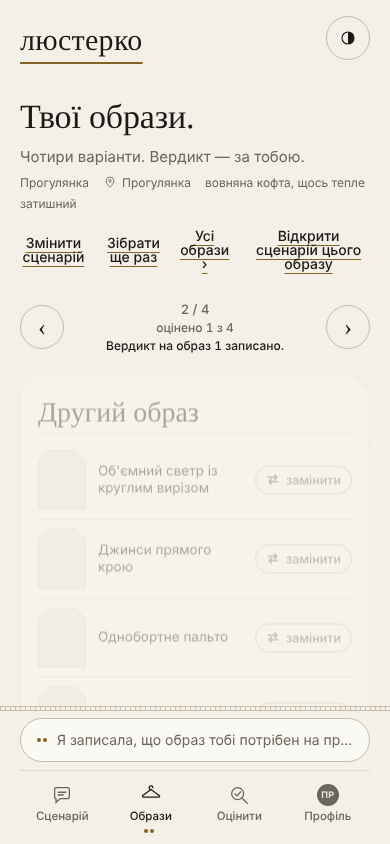 люстерко
Твої образи.
Чотири варіанти. Вердикт — за тобою.
Прогулянка Прогулянка вовняна кофта, щось тепле
затишний
Змінити сценарій
Зібрати ще раз
Усі образи ›
Відкрити сценарій цього образу
‹
2 / 4
оцінено 1 з 4
Вердикт на образ 1 записано.
›
Другий образ
Об'ємний светр із
круглим вирізом
замінити
Джинси прямого
крою
замінити
Однобортне пальто
замінити
Я записала, що образ тобі потрібен на пр...
Сценарій
Образи
Оцінити
ПР
Профіль